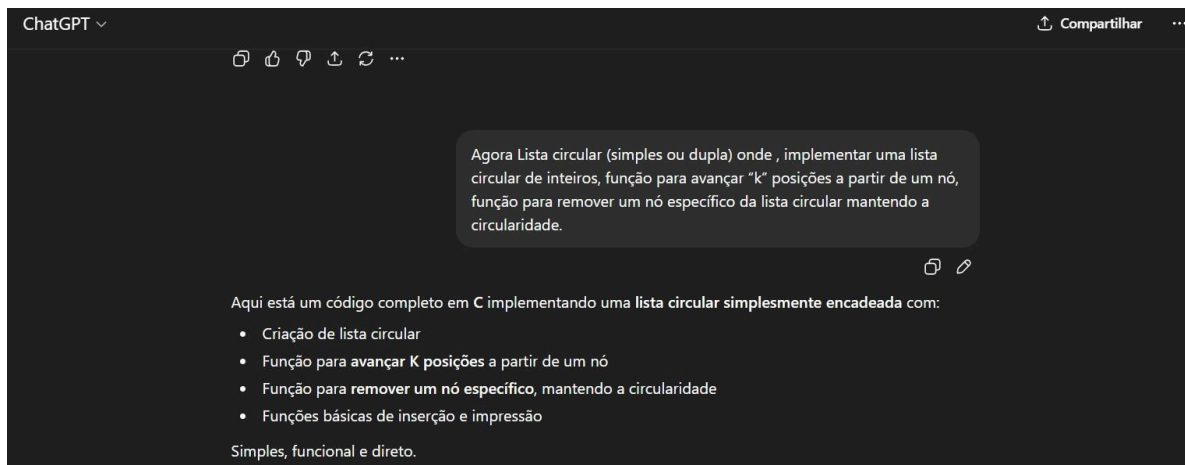 ChatGPT
Compartilhar
Agora Lista circular (simples ou dupla) onde , implementar uma lista
circular de inteiros, função para avançar “k” posições a partir de um nó,
função para remover um nó específico da lista circular mantendo a
circularidade.
Aqui está um código completo em C implementando uma lista circular simplesmente encadeada com:
• Criação de lista circular
• Função para avançar K posições a partir de um nó
• Função para remover um nó específico, mantendo a circularidade
• Funções básicas de inserção e impressão
Simples, funcional e direto.